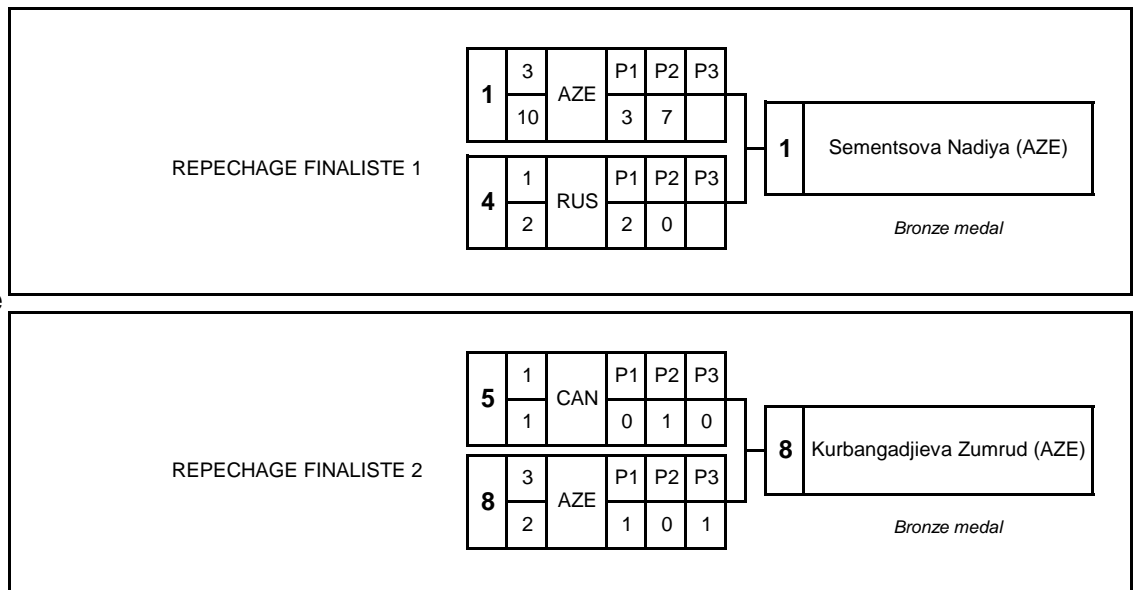 REPECHAGE FINALISTE 1
1 3 AZE P1 P2 P3
10 3 7
4 1 RUS P1 P2 P3
2 2 0
1 Sementsova Nadiya (AZE)
Bronze medal
REPECHAGE FINALISTE 2
5 1 CAN P1 P2 P3
1 0 1 0
8 3 AZE P1 P2 P3
2 1 0 1
8 Kurbangadjieva Zumrud (AZE)
Bronze medal